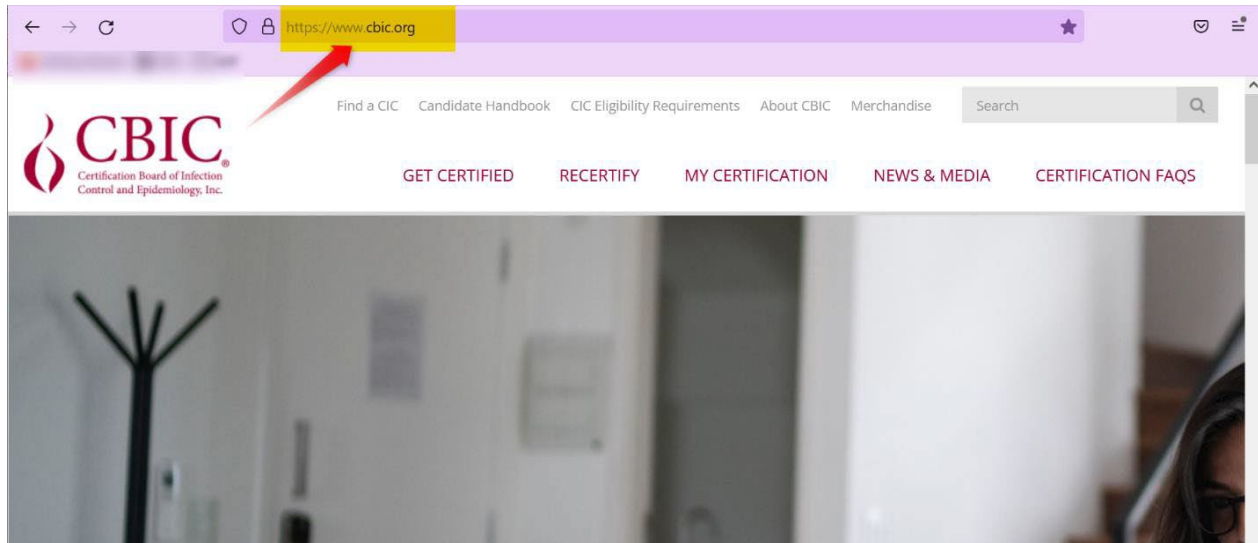 https://www.cbic.org
Find a CIC Candidate Handbook CIC Eligibility Requirements About CBIC Merchandise Search
CBIC®
Certification Board of Infection
Control and Epidemiology, Inc.
GET CERTIFIED RECERTIFY MY CERTIFICATION NEWS & MEDIA CERTIFICATION FAQS